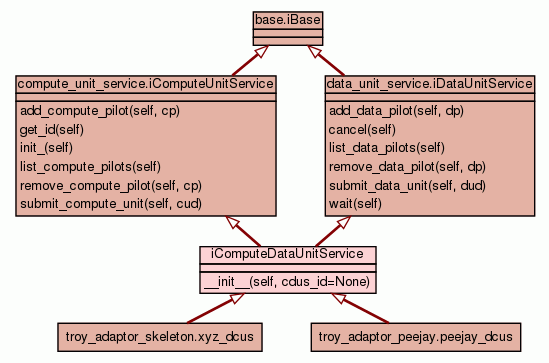 base.iBase
compute_unit_service.iComputeUnitService
add_compute_pilot(self, cp)
get_id(self)
init_(self)
list_compute_pilots(self)
remove_compute_pilot(self, cp)
submit_compute_unit(self, cud)
data_unit_service.iDataUnitService
add_data_pilot(self, dp)
cancel(self)
list_data_pilots(self)
remove_data_pilot(self, dp)
submit_data_unit(self, dud)
wait(self)
iComputeDataUnitService
__init__(self, cdus_id=None)
troy_adaptor_skeleton.xyz_dcus
troy_adaptor_peejay.peejay_dcus